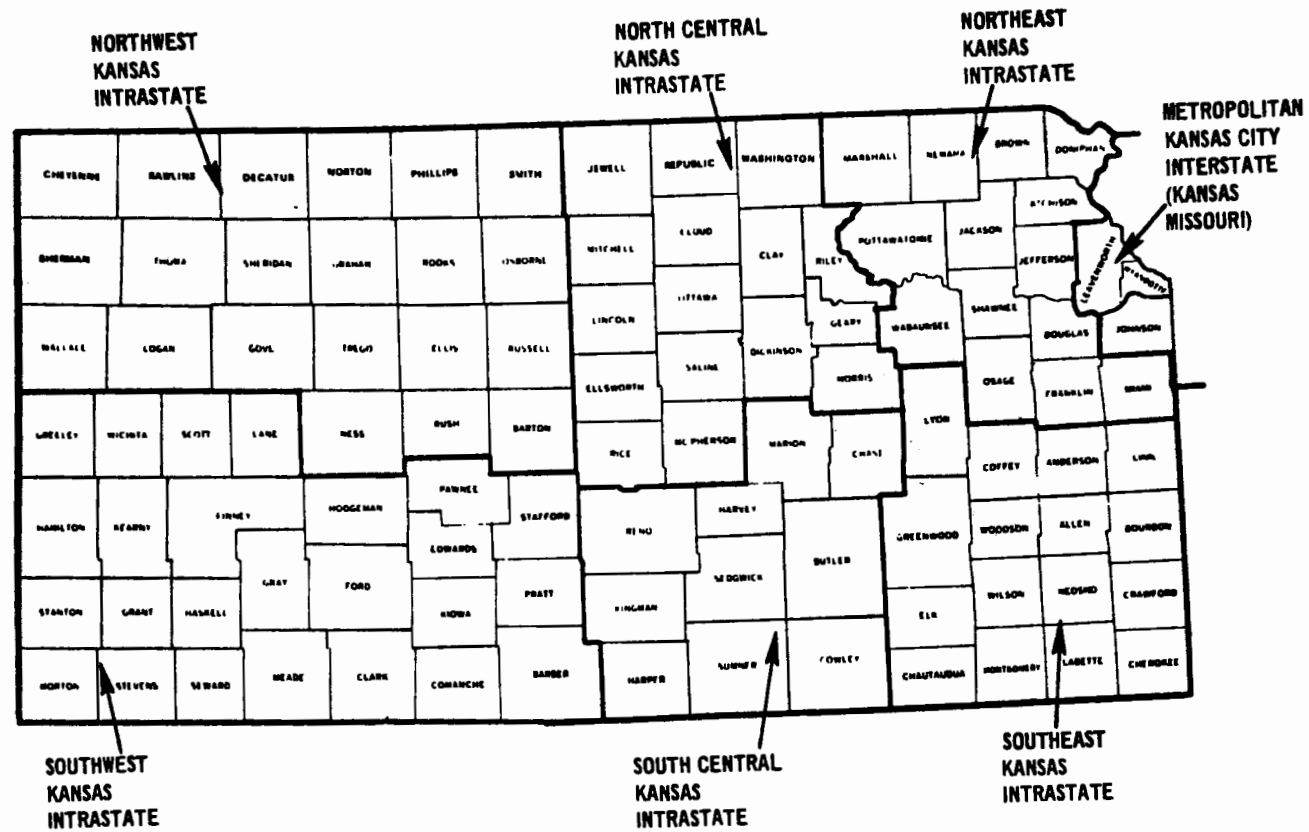 NORTHWEST
KANSAS
INTRASTATE
NORTH CENTRAL
KANSAS
INTRASTATE
NORTHEAST
KANSAS
INTRASTATE
METROPOLITAN
KANSAS CITY
INTERSTATE
(KANSAS
MISSOURI)
CHEYENNE
RAWLINS
DECATUR
NORTON
PHILLIPS
SMITH
JEWELL
REPUBLIC
WASHINGTON
MARSHALL
NEMAHA
BROWN
DONIPHAN
SHERMAN
THOMAS
SHERIDAN
GRAHAM
ROOKS
OSBORNE
MITCHELL
CLOUD
CLAY
RILEY
POTTAWATOMIE
JACKSON
ATCHISON
JEFFERSON
LEAVENWORTH
WYANDOTTE
WALLACE
LOGAN
GOVE
TREGO
ELLIS
RUSSELL
LINCOLN
OTTAWA
DICKINSON
GEARY
WABAUNSEE
SHAWNEE
DOUGLAS
JOHNSON
ELLSWORTH
SALINE
MORRIS
OSAGE
FRANKLIN
MIAMI
GREELEY
WICHITA
SCOTT
LANE
NESS
RUSH
BARTON
RICE
MC PHERSON
MARION
CHASE
LYON
COFFEY
ANDERSON
LINN
HAMILTON
KEARNY
FINNEY
HODGEMAN
PAWNEE
STAFFORD
EDWARDS
RENO
HARVEY
BUTLER
GREENWOOD
WOODSON
ALLEN
BOURBON
STANTON
GRANT
HASKELL
GRAY
FORD
KIOWA
PRATT
KINGMAN
SEDGWICK
ELK
WILSON
NEOSHO
CRAWFORD
MORTON
STEVENS
SEWARD
MEADE
CLARK
COMANCHE
BARBER
HARPER
SUMNER
COWLEY
CHAUTAUQUA
MONTGOMERY
LABETTE
CHEROKEE
SOUTHWEST
KANSAS
INTRASTATE
SOUTH CENTRAL
KANSAS
INTRASTATE
SOUTHEAST
KANSAS
INTRASTATE